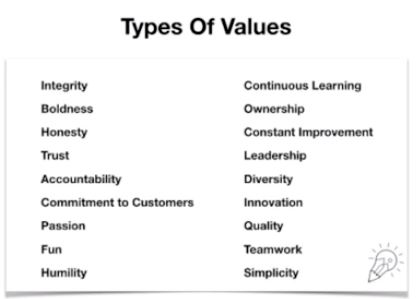 Types Of Values
Integrity
Boldness
Honesty
Trust
Accountability
Commitment to Customers
Passion
Fun
Humility
Continuous Learning
Ownership
Constant Improvement
Leadership
Diversity
Innovation
Quality
Teamwork
Simplicity